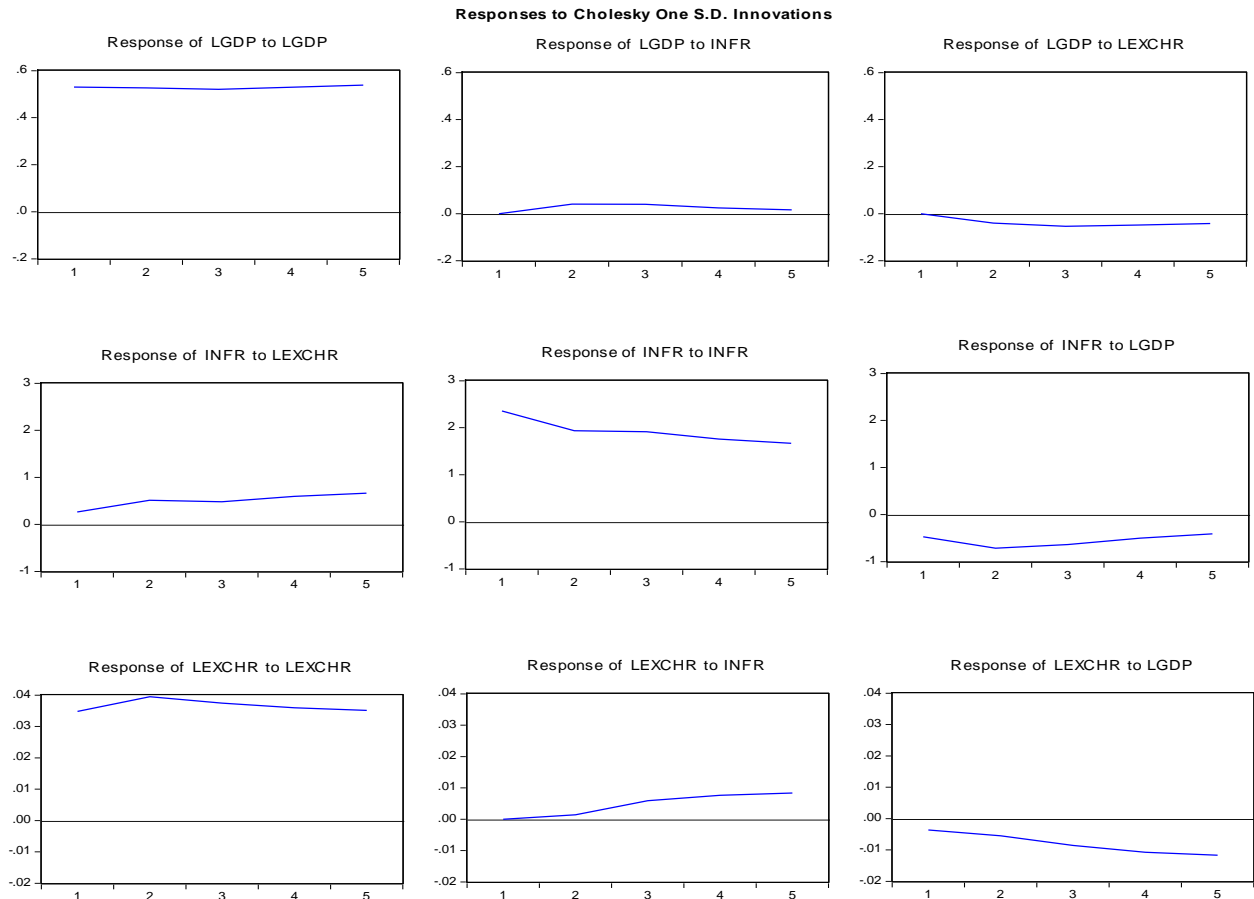 Responses to Cholesky One S.D. Innovations
Response of LGDP to LGDP
.6
.4
.2
.0
-.2
1 2 3 4 5
Response of LGDP to INFR
.6
.4
.2
.0
-.2
1 2 3 4 5
Response of LGDP to LEXCHR
.6
.4
.2
.0
-.2
1 2 3 4 5
Response of INFR to LEXCHR
3
2
1
0
-1
1 2 3 4 5
Response of INFR to INFR
3
2
1
0
-1
1 2 3 4 5
Response of INFR to LGDP
3
2
1
0
-1
1 2 3 4 5
Response of LEXCHR to LEXCHR
.04
.03
.02
.01
.00
-.01
-.02
1 2 3 4 5
Response of LEXCHR to INFR
.04
.03
.02
.01
.00
-.01
-.02
1 2 3 4 5
Response of LEXCHR to LGDP
.04
.03
.02
.01
.00
-.01
-.02
1 2 3 4 5